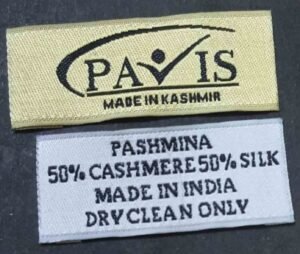 PAVIS
MADE IN KASHMIR
PASHMINA
50% CASHMERE 50% SILK
MADE IN INDIA
DRY CLEAN ONLY